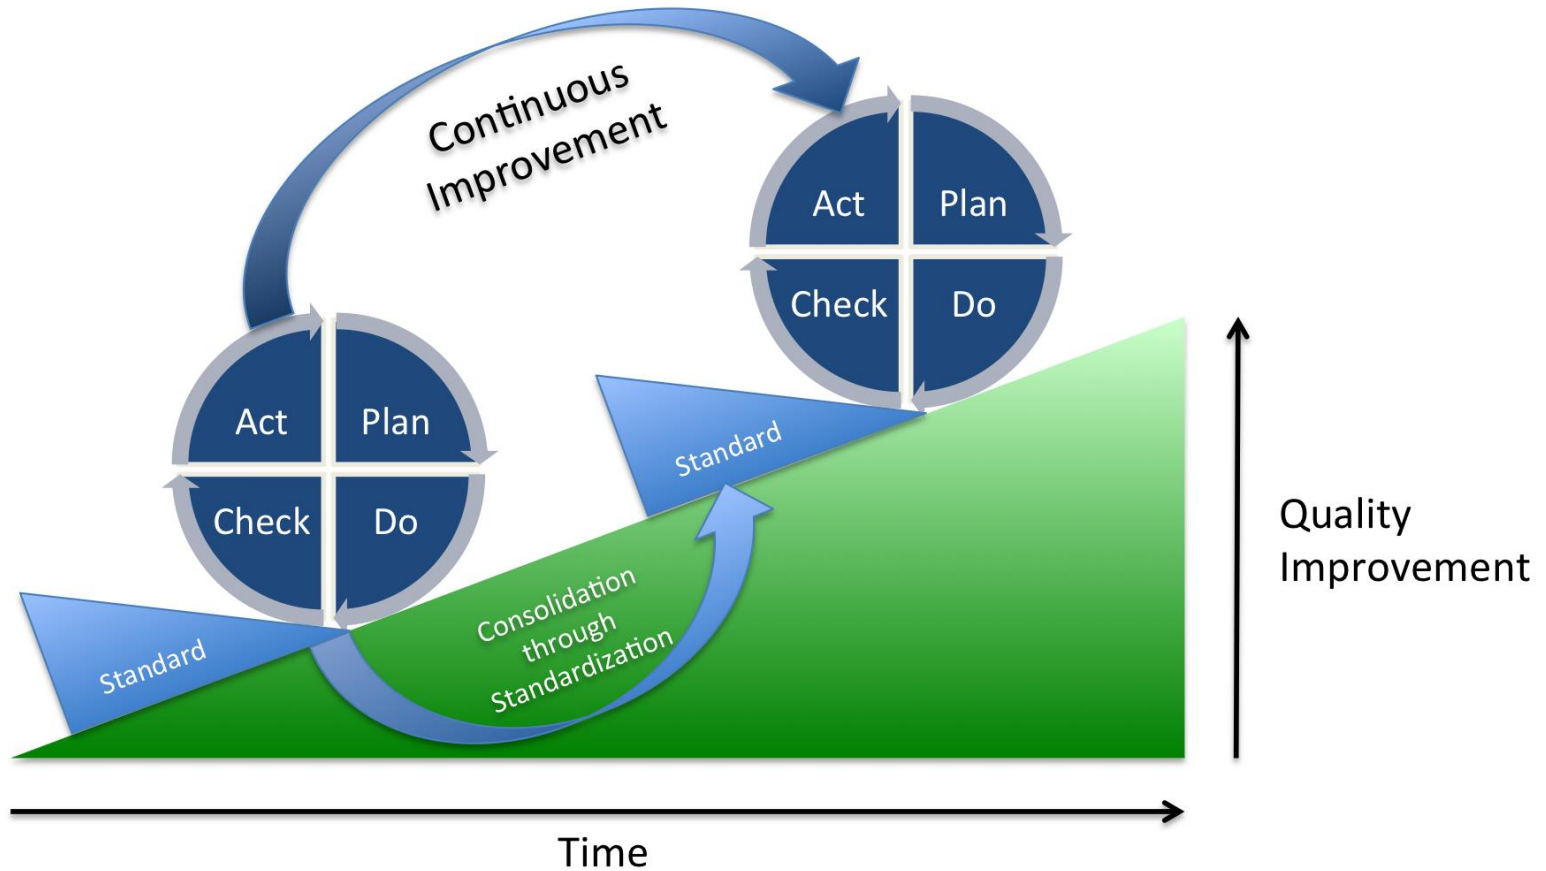 Continuous
Improvement
Act
Plan
Check
Do
Act
Plan
Check
Do
Standard
Standard
Consolidation
through
Standardization
Quality
Improvement
Time